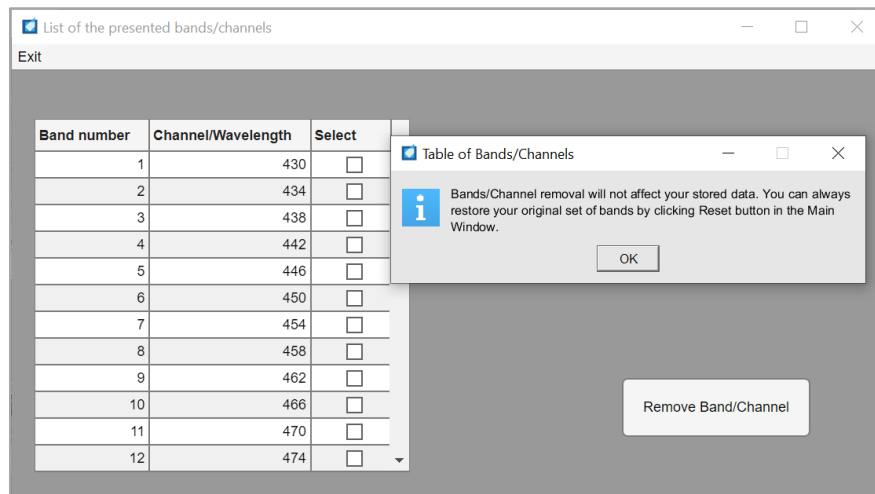 List of the presented bands/channels
Exit
Band number Channel/Wavelength Select
1 430
2 434
3 438
4 442
5 446
6 450
7 454
8 458
9 462
10 466
11 470
12 474
Table of Bands/Channels
Bands/Channel removal will not affect your stored data. You can always
restore your original set of bands by clicking Reset button in the Main
Window.
OK
Remove Band/Channel